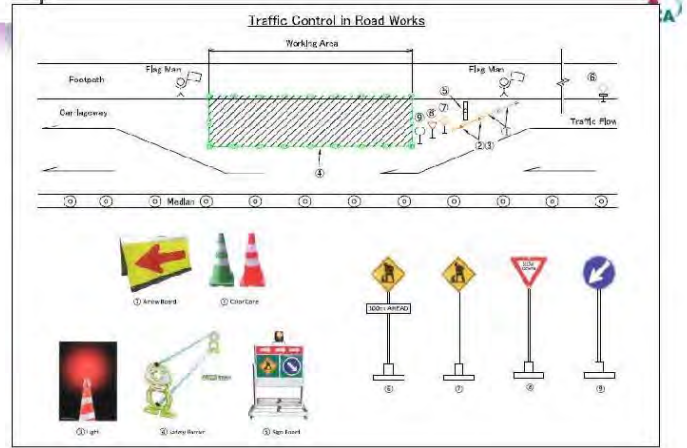 CA
Traffic Control in Road Works
Working Area
Flag Man
Flag Man
Footpath
⑥
⑤
⑦
⑧
⑨
Carriageway
Traffic Flow
①
②③
④
Median
① Arrow Board
② Color Cone
100m AHEAD
SLOW DOWN
③ Light
④ Safety Barrier
⑤ Sign Board
⑥
⑦
⑧
⑨